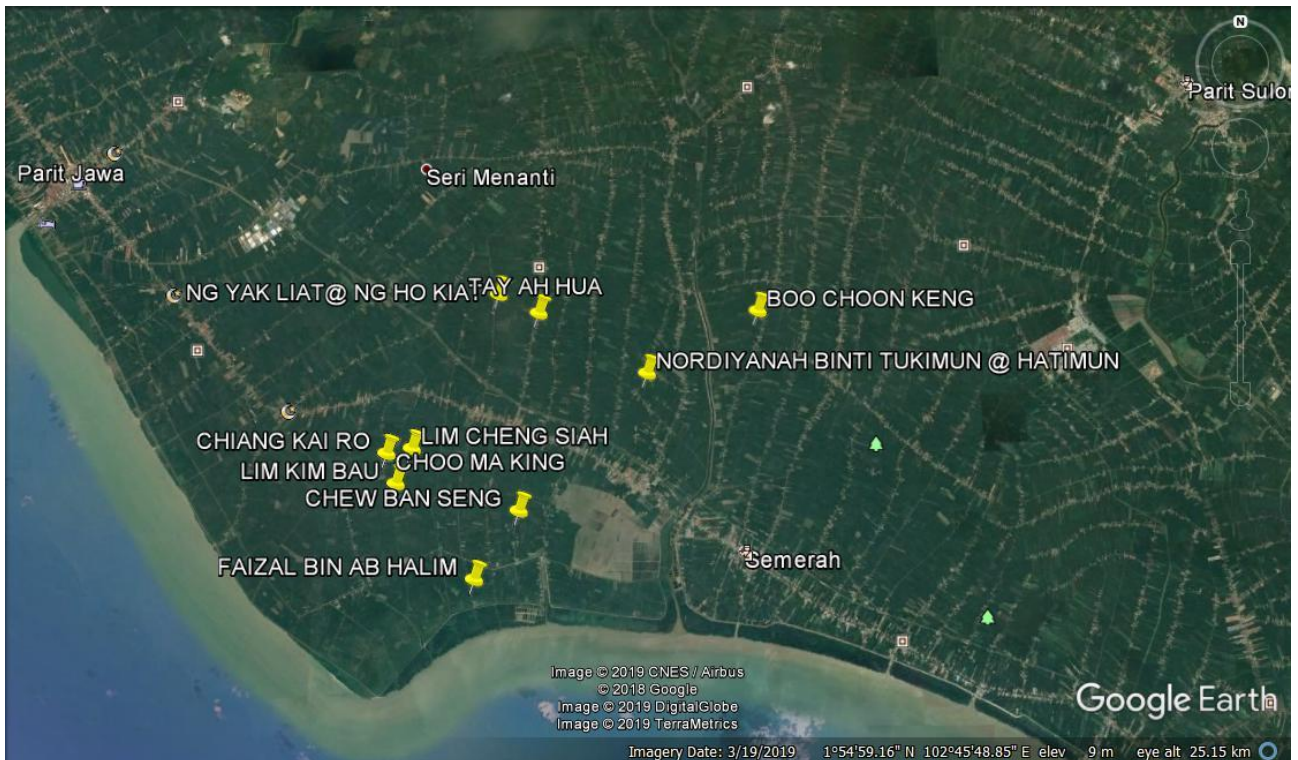 N
Parit Sulon
Parit Jawa
Seri Menanti
NG YAK LIAT@ NG HO KIAT
TAY AH HUA
BOO CHOON KENG
NORDIYANAH BINTI TUKIMUN @ HATIMUN
CHIANG KAI RO
LIM CHENG SIAH
LIM KIM BAU
CHOO MA KING
CHEW BAN SENG
Semerah
FAIZAL BIN AB HALIM
Image © 2019 CNES / Airbus
© 2018 Google
Image © 2019 DigitalGlobe
Image © 2019 TerraMetrics
Google Earth
Imagery Date: 3/19/2019 1°54'59.16" N 102°45'48.85" E elev 9 m eye alt 25.15 km